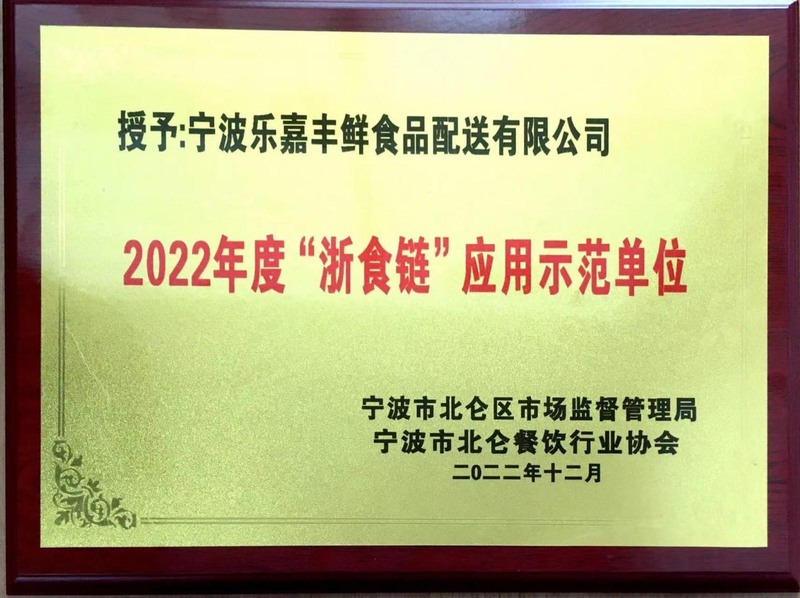 授予:宁波乐嘉丰鲜食品配送有限公司
2022年度“浙食链”应用示范单位
宁波市北仑区市场监督管理局
宁波市北仑餐饮行业协会
二0二二年十二月